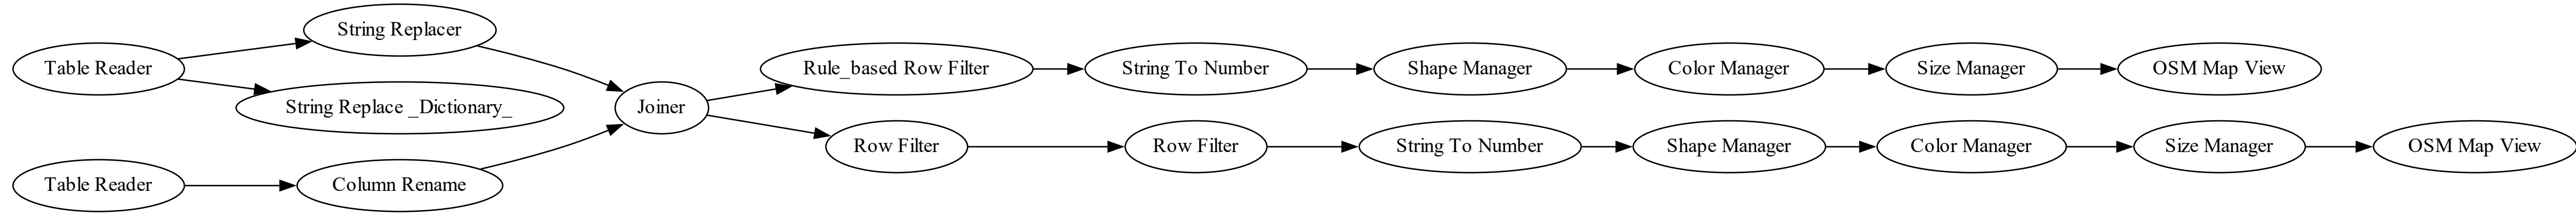 Table Reader
String Replacer
String Replace _Dictionary_
Table Reader
Column Rename
Joiner
Rule_based Row Filter
String To Number
Shape Manager
Color Manager
Size Manager
OSM Map View
Row Filter
Row Filter
String To Number
Shape Manager
Color Manager
Size Manager
OSM Map View